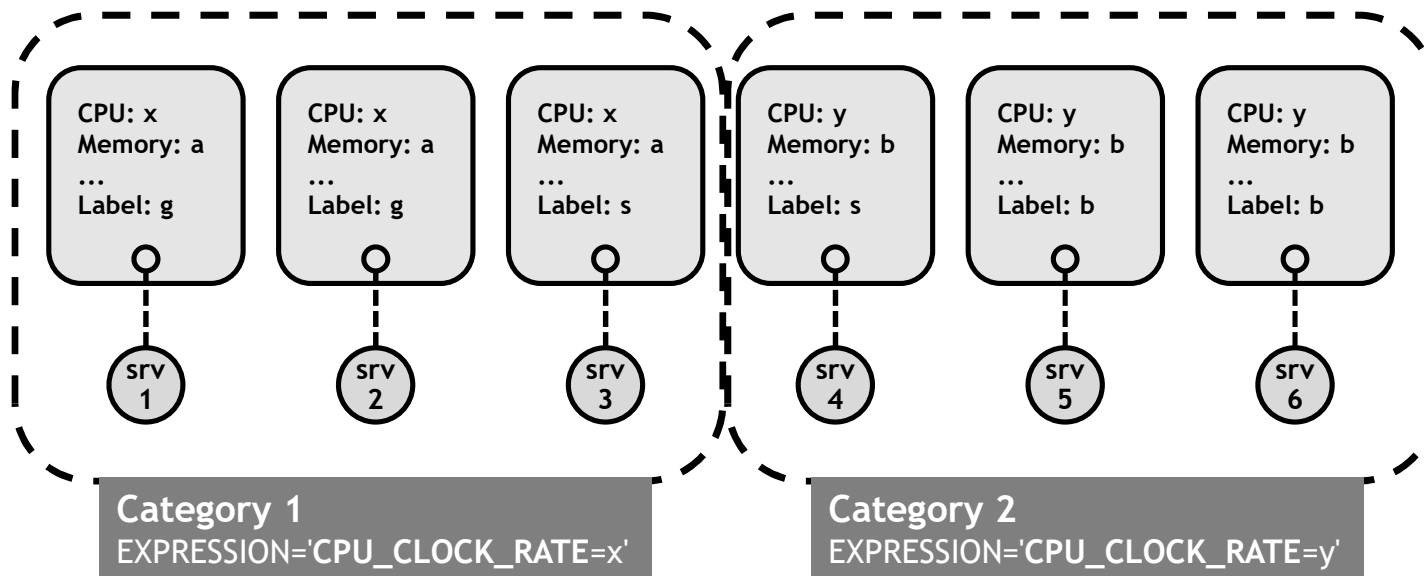 CPU: x
Memory: a
...
Label: g
CPU: x
Memory: a
...
Label: g
CPU: x
Memory: a
...
Label: s
CPU: y
Memory: b
...
Label: s
CPU: y
Memory: b
...
Label: b
CPU: y
Memory: b
...
Label: b
srv
1
srv
2
srv
3
srv
4
srv
5
srv
6
Category 1
EXPRESSION='CPU_CLOCK_RATE=x'
Category 2
EXPRESSION='CPU_CLOCK_RATE=y'